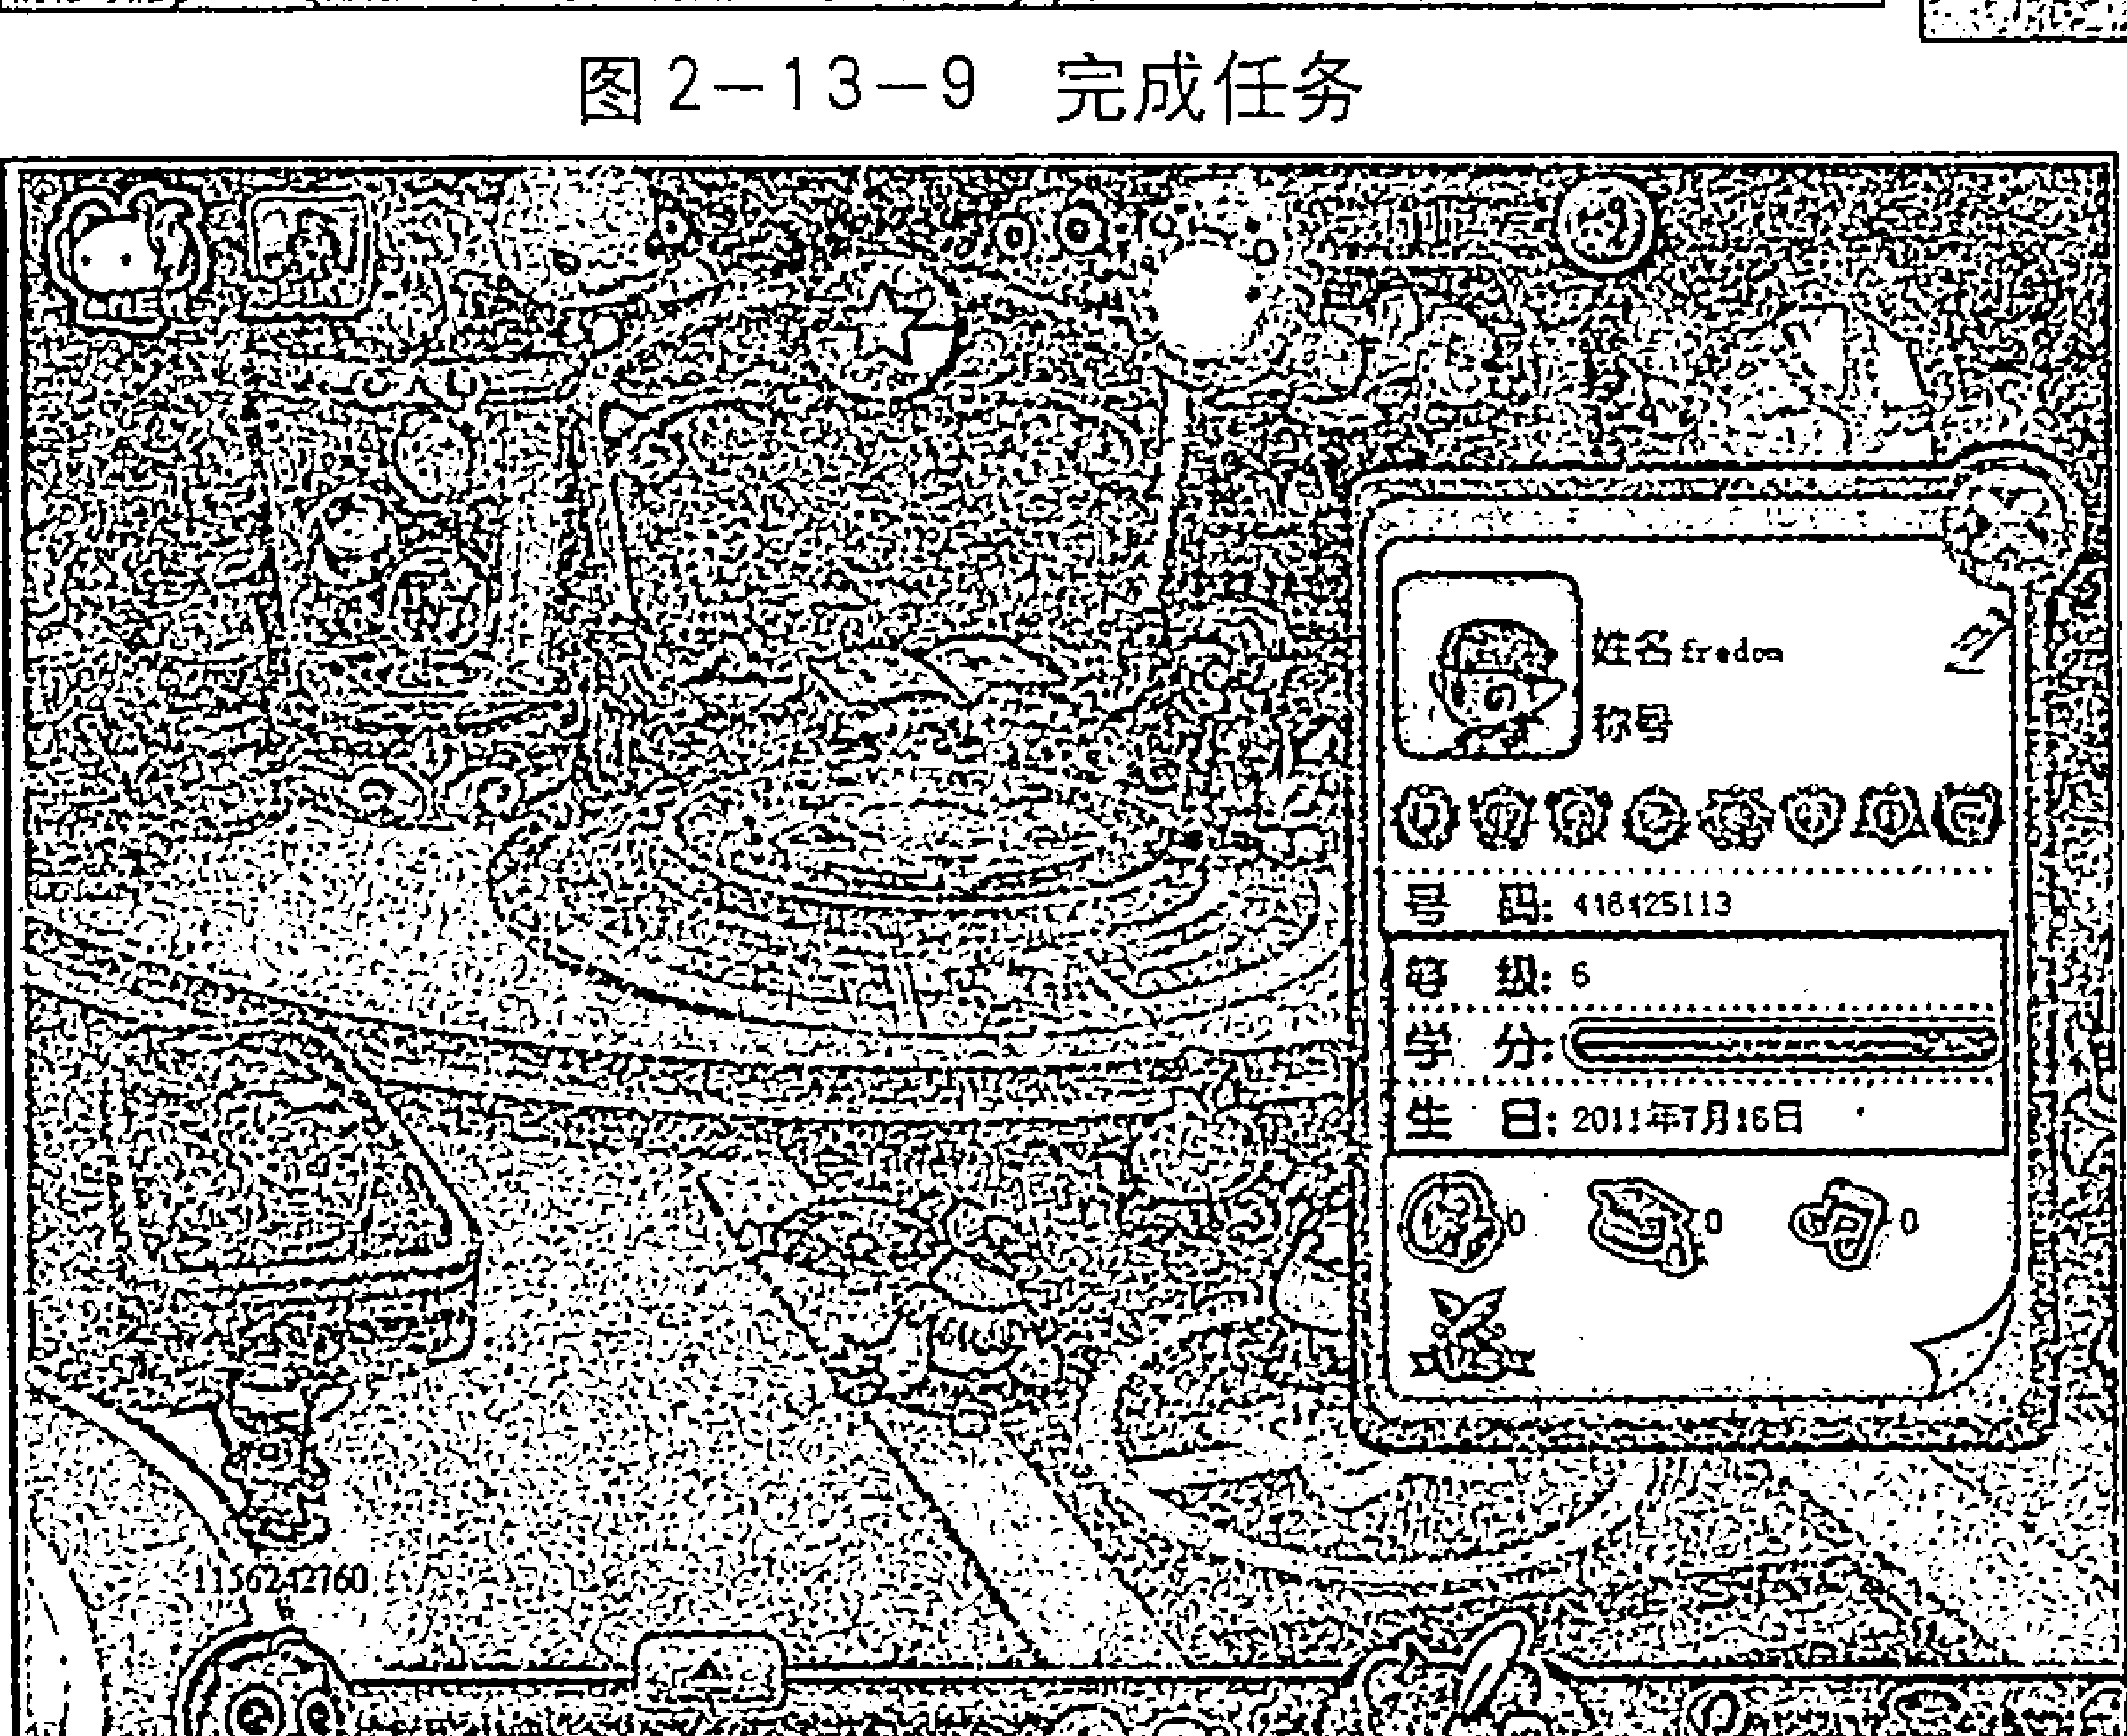 图2-13-9 完成任务
姓名 fredom
称号
号 码: 416425113
等 级: 6
学 分:
生 日: 2011年7月16日
0 0 0
1156242760